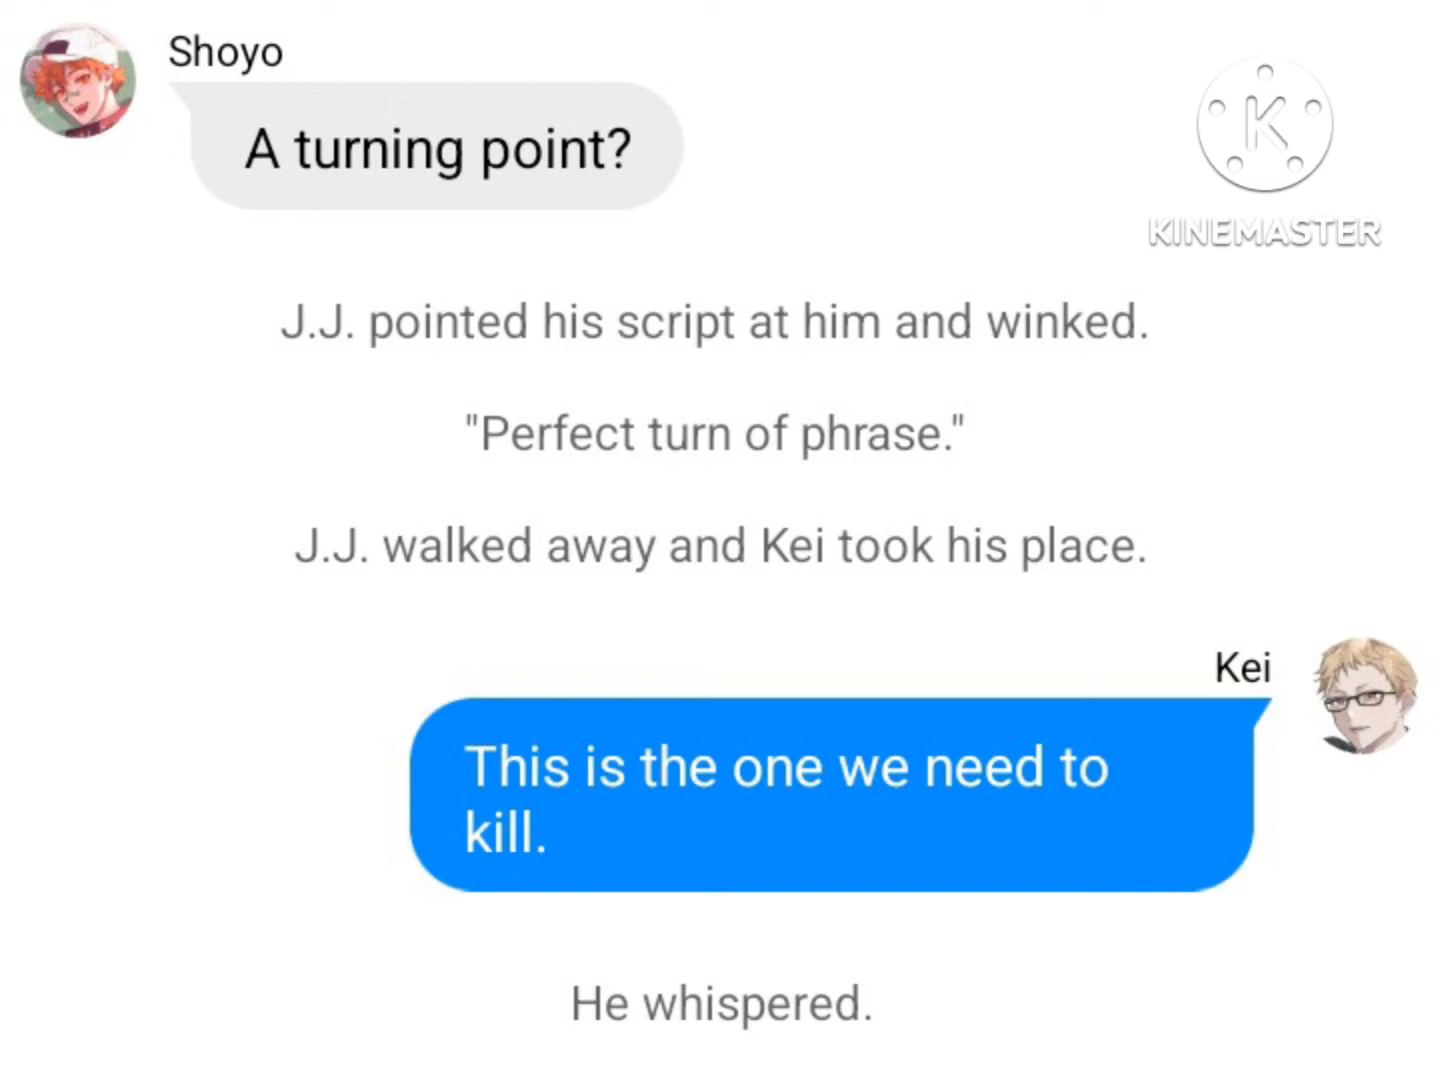 Shoyo
A turning point?
K
KINEMASTER
J.J. pointed his script at him and winked.
"Perfect turn of phrase."
J.J. walked away and Kei took his place.
Kei
This is the one we need to
kill.
He whispered.